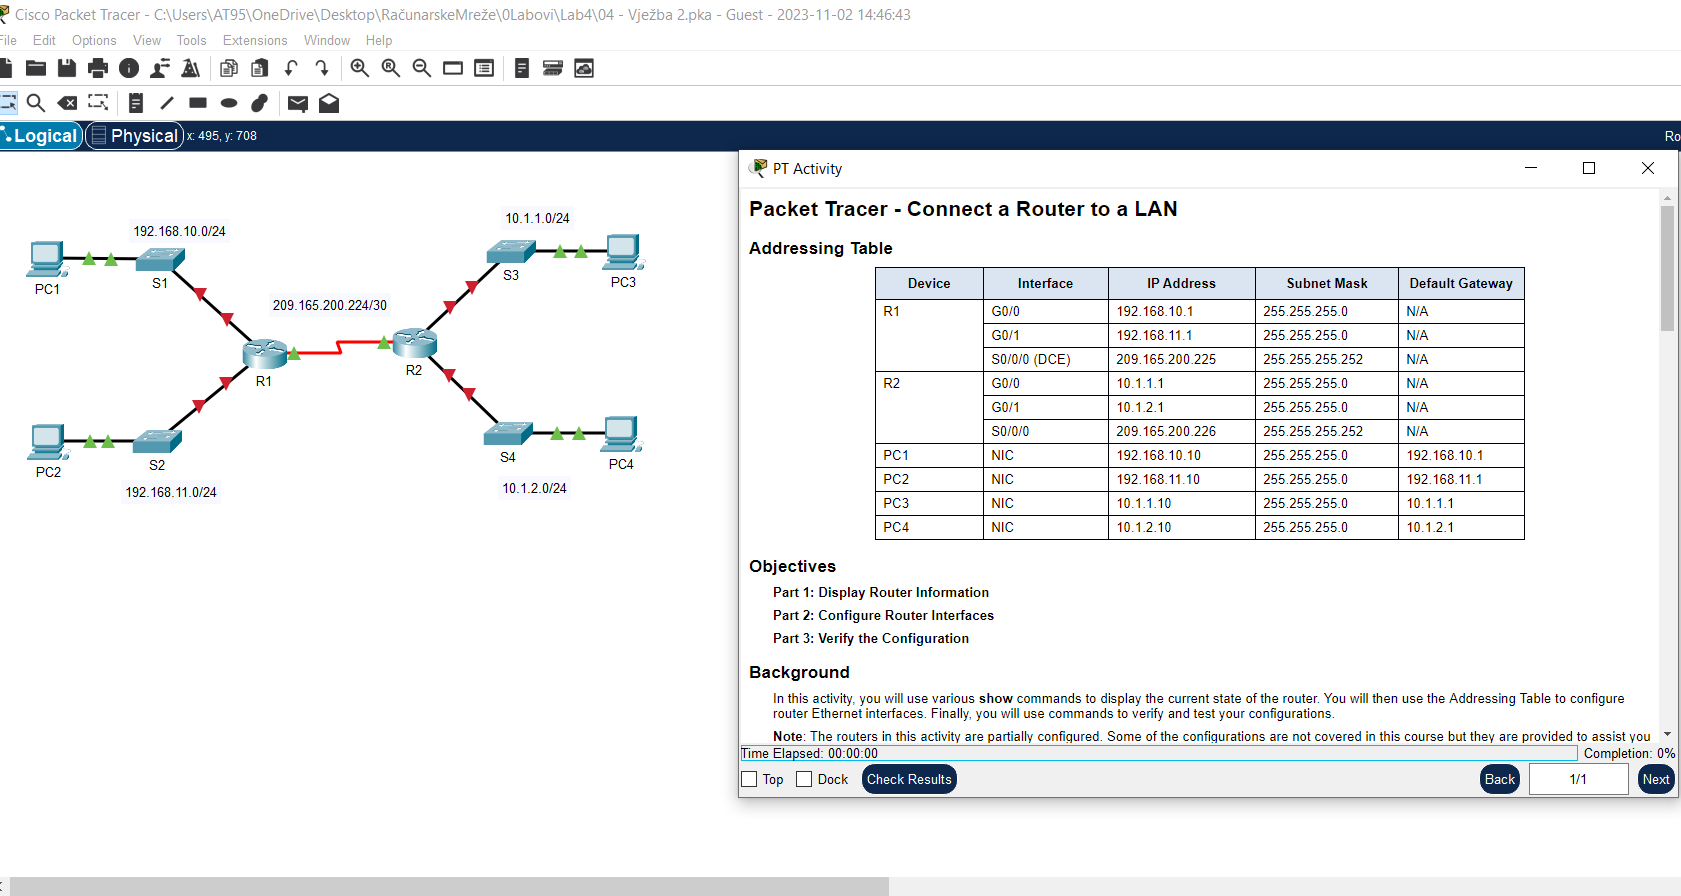 Cisco Packet Tracer - C:\Users\AT95\OneDrive\Desktop\RačunarskeMreže\0Labovi\Lab4\04 - Vježba 2.pka - Guest - 2023-11-02 14:46:43
File Edit Options View Tools Extensions Window Help
Logical Physical x: 495, y: 708
Ro
192.168.10.0/24
10.1.1.0/24
PC1
S1
S3
PC3
209.165.200.224/30
R1
R2
PC2
S2
S4
PC4
192.168.11.0/24
10.1.2.0/24
PT Activity
Packet Tracer - Connect a Router to a LAN
Addressing Table
Device Interface IP Address Subnet Mask Default Gateway
R1 G0/0 192.168.10.1 255.255.255.0 N/A
G0/1 192.168.11.1 255.255.255.0 N/A
S0/0/0 (DCE) 209.165.200.225 255.255.255.252 N/A
R2 G0/0 10.1.1.1 255.255.255.0 N/A
G0/1 10.1.2.1 255.255.255.0 N/A
S0/0/0 209.165.200.226 255.255.255.252 N/A
PC1 NIC 192.168.10.10 255.255.255.0 192.168.10.1
PC2 NIC 192.168.11.10 255.255.255.0 192.168.11.1
PC3 NIC 10.1.1.10 255.255.255.0 10.1.1.1
PC4 NIC 10.1.2.10 255.255.255.0 10.1.2.1
Objectives
Part 1: Display Router Information
Part 2: Configure Router Interfaces
Part 3: Verify the Configuration
Background
In this activity, you will use various show commands to display the current state of the router. You will then use the Addressing Table to configure
router Ethernet interfaces. Finally, you will use commands to verify and test your configurations.
Note: The routers in this activity are partially configured. Some of the configurations are not covered in this course but they are provided to assist you
Time Elapsed: 00:00:00 Completion: 0%
Top Dock Check Results Back 1/1 Next